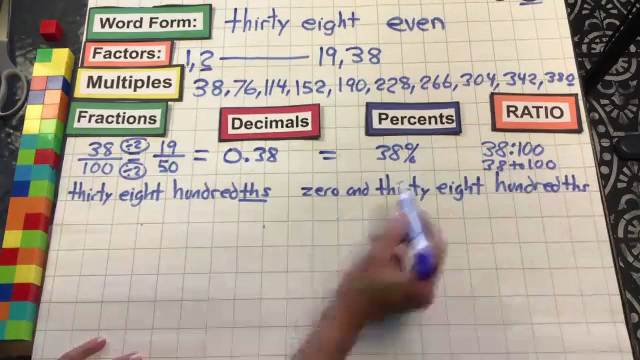 Word Form: thirty eight even
Factors: 1,2 19,38
Multiples 38,76,114,152,190,228,266,304,342,380
Fractions Decimals Percents RATIO
38/100 ÷2/÷2 19/50 = 0.38 = 38% 38:100
38 to 100
thirty eight hundredths zero and thirty eight hundredths